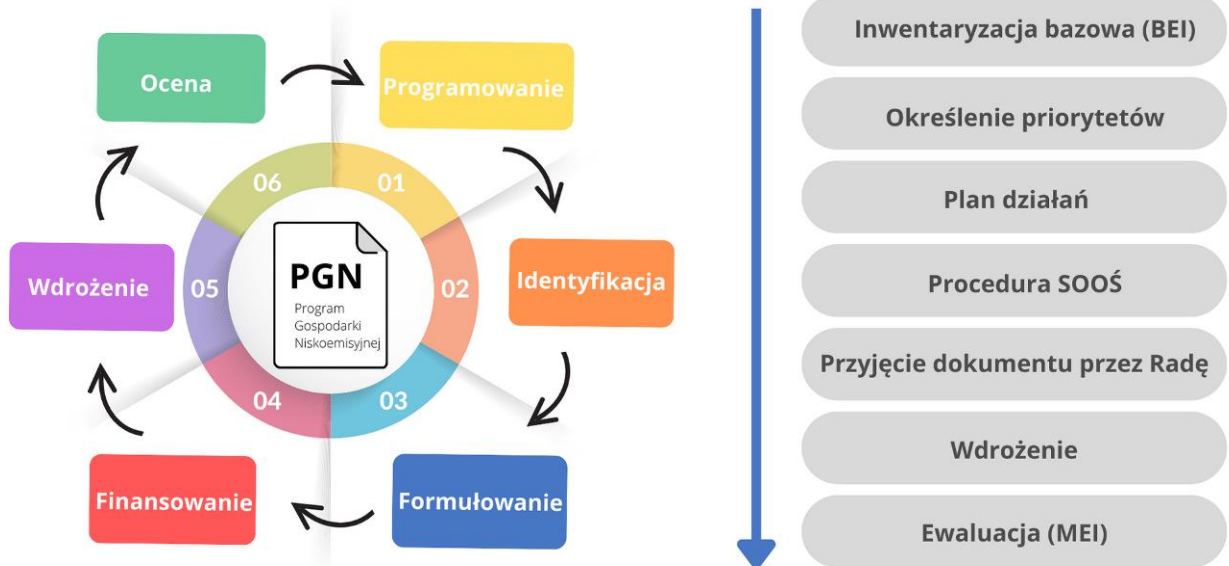 Ocena
Programowanie
06
01
Wdrożenie
05
PGN
Program
Gospodarki
Niskoemisyjnej
02
Identyfikacja
04
03
Finansowanie
Formułowanie
Inwentaryzacja bazowa (BEI)
Określenie priorytetów
Plan działań
Procedura SOOŚ
Przyjęcie dokumentu przez Radę
Wdrożenie
Ewaluacja (MEI)